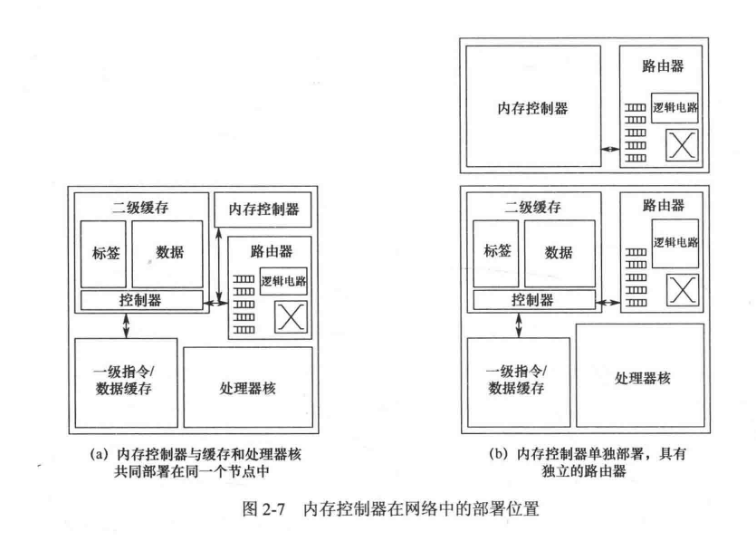 二级缓存
内存控制器
标签
数据
路由器
逻辑电路
控制器
一级指令/
数据缓存
处理器核
(a) 内存控制器与缓存和处理器核
共同部署在同一个节点中
内存控制器
路由器
逻辑电路
二级缓存
路由器
标签
数据
逻辑电路
控制器
一级指令/
数据缓存
处理器核
(b) 内存控制器单独部署，具有
独立的路由器
图 2-7 内存控制器在网络中的部署位置